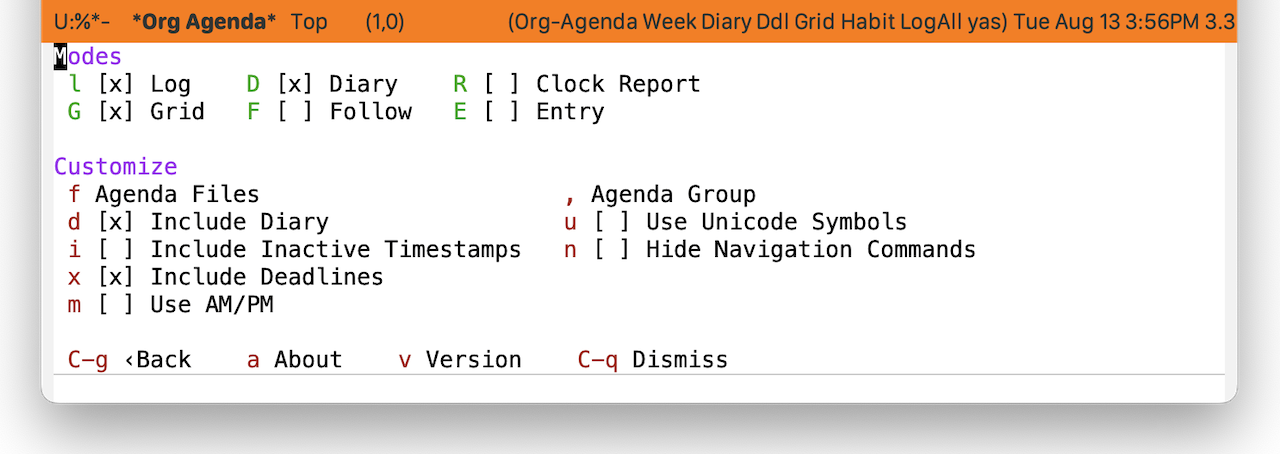 U:%*-  *Org Agenda*  Top  (1,0)  (Org-Agenda Week Diary Ddl Grid Habit LogAll yas) Tue Aug 13 3:56PM 3.3
Modes
l [x] Log  D [x] Diary  R [ ] Clock Report
G [x] Grid  F [ ] Follow  E [ ] Entry
Customize
f Agenda Files  , Agenda Group
d [x] Include Diary  u [ ] Use Unicode Symbols
i [ ] Include Inactive Timestamps  n [ ] Hide Navigation Commands
x [x] Include Deadlines
m [ ] Use AM/PM
C-g ‹Back  a About  v Version  C-q Dismiss